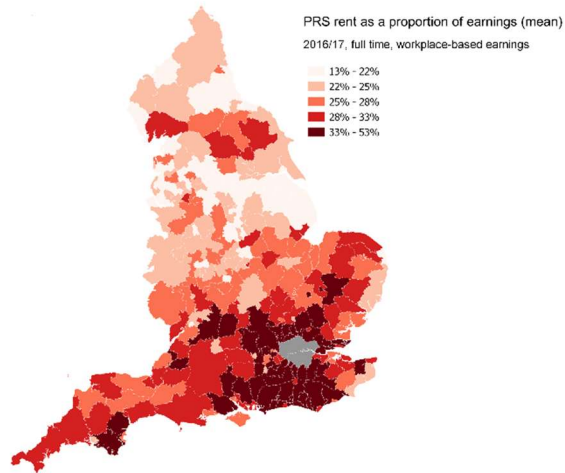 PRS rent as a proportion of earnings (mean)
2016/17, full time, workplace-based earnings
13% - 22%
22% - 25%
25% - 28%
28% - 33%
33% - 53%